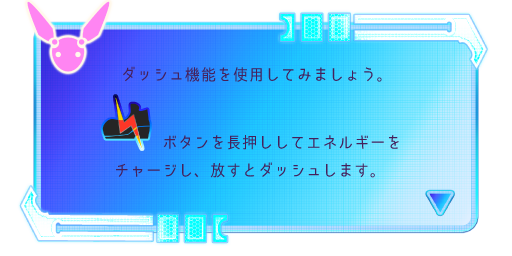 ダッシュ機能を使用してみましょう。
ボタンを長押ししてエネルギーを
チャージし、放すとダッシュします。